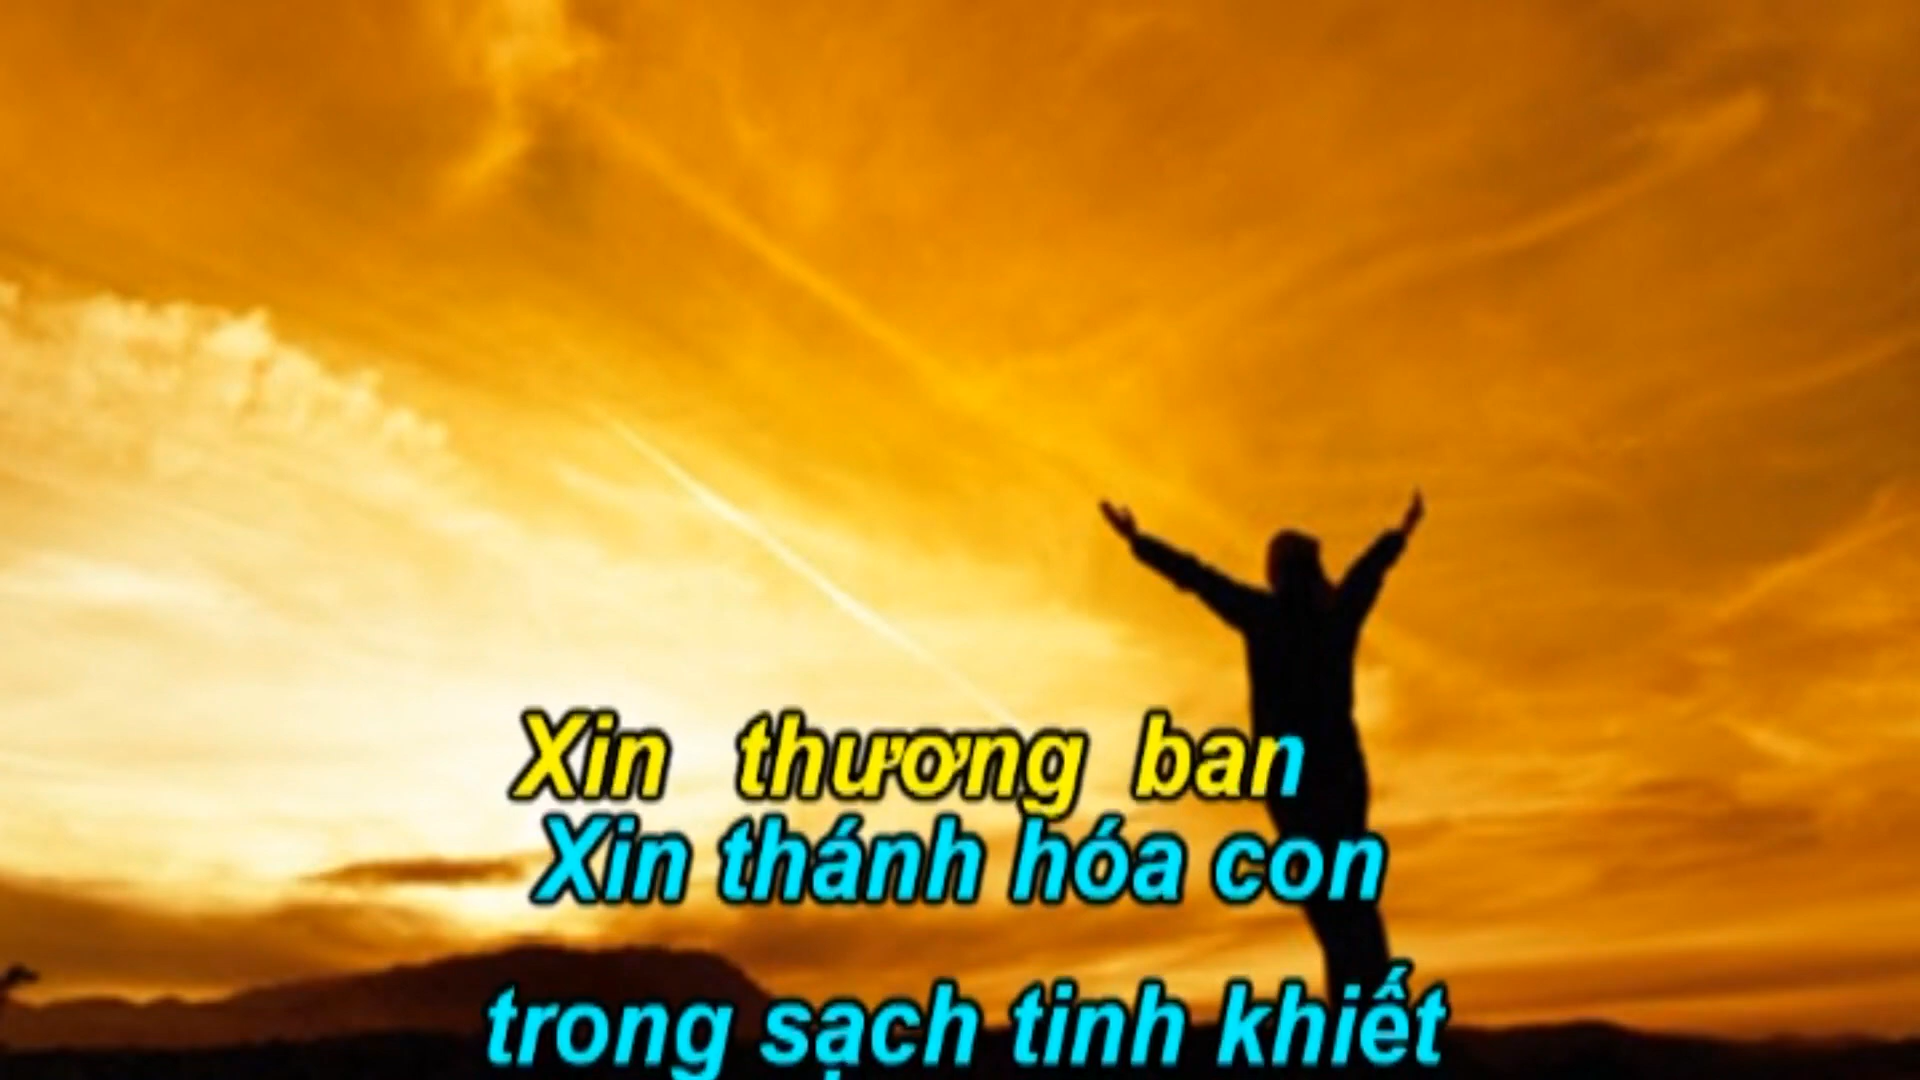 Xin thương ban
Xin thánh hóa con
trong sạch tinh khiết